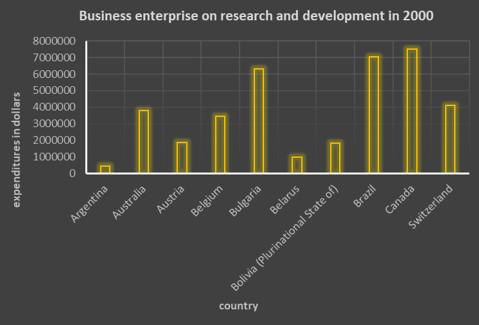 Business enterprise on research and development in 2000
expenditures in dollars
8000000
7000000
6000000
5000000
4000000
3000000
2000000
1000000
0
Argentina
Australia
Austria
Belgium
Bulgaria
Belarus
Bolivia (Plurinational State of)
Brazil
Canada
Switzerland
country